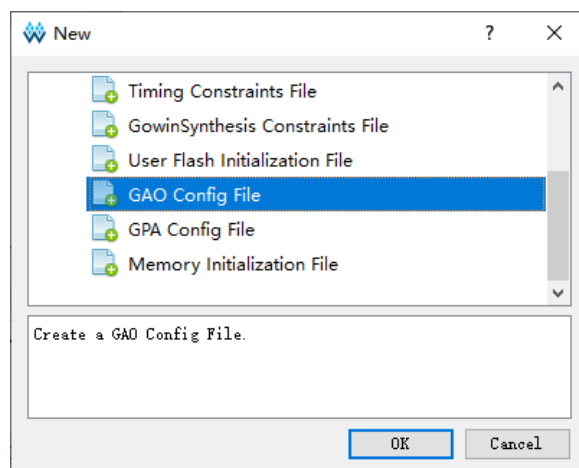 New
?
Timing Constraints File
GowinSynthesis Constraints File
User Flash Initialization File
GAO Config File
GPA Config File
Memory Initialization File
Create a GAO Config File.
OK
Cancel